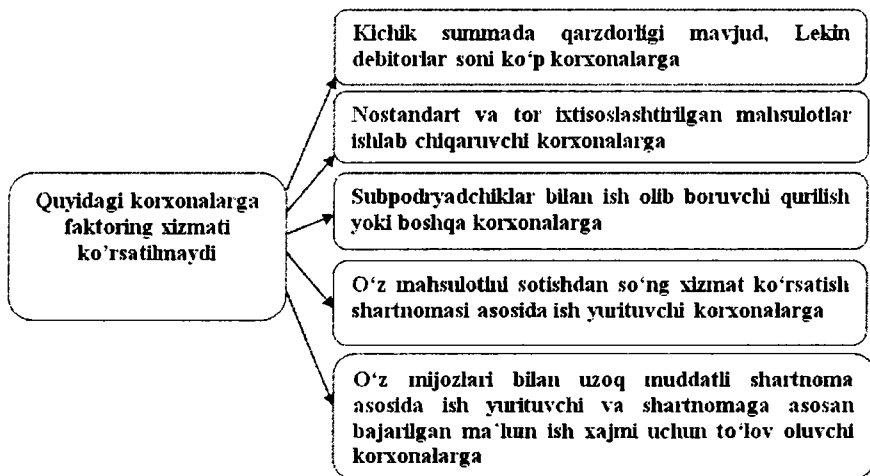 Kichik summada qarzdorligi mavjud, Lekin
debitorlar soni ko‘p korxonalarga
Nostandart va tor ixtisoslashtirilgan mahsulotlar
ishlab chiqaruvchi korxonalarga
Quyidagi korxonalarga
faktoring xizmati
ko’rsatilmaydi
Subpodryadchiklar bilan ish olib boruvchi qurilish
yoki boshqa korxonalarga
O‘z mahsulotini sotishdan so‘ng xizmat ko‘rsatish
shartnomasi asosida ish yurituvchi korxonalarga
O‘z mijozlari bilan uzoq muddatli shartnoma
asosida ish yurituvchi va shartnomaga asosan
bajarilgan ma‘lum ish xajmi uchun to‘lov oluvchi
korxonalarga